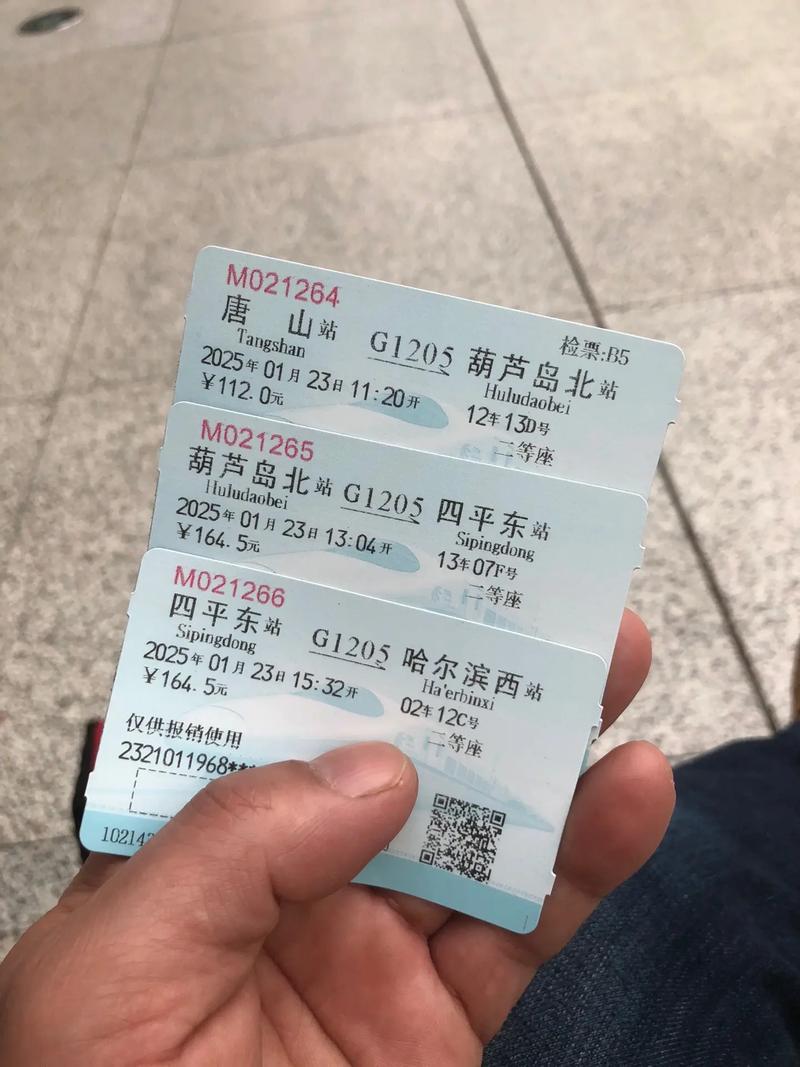 M021264
唐 山站 G1205 葫芦岛北站 检票:B5
Tangshan Huludaobei
2025年01月23日 11:20开 12车13D号
￥112.0元 二等座
M021265
葫芦岛北站 G1205 四平东站
Huludaobei Sipingdong
2025年01月23日 13:04开 13车07F号
￥164.5元 二等座
M021266
四平东站 G1205 哈尔滨西站
Sipingdong Ha'erbinxi
2025年01月23日 15:32开 02车12C号
￥164.5元 二等座
仅供报销使用
2321011968**